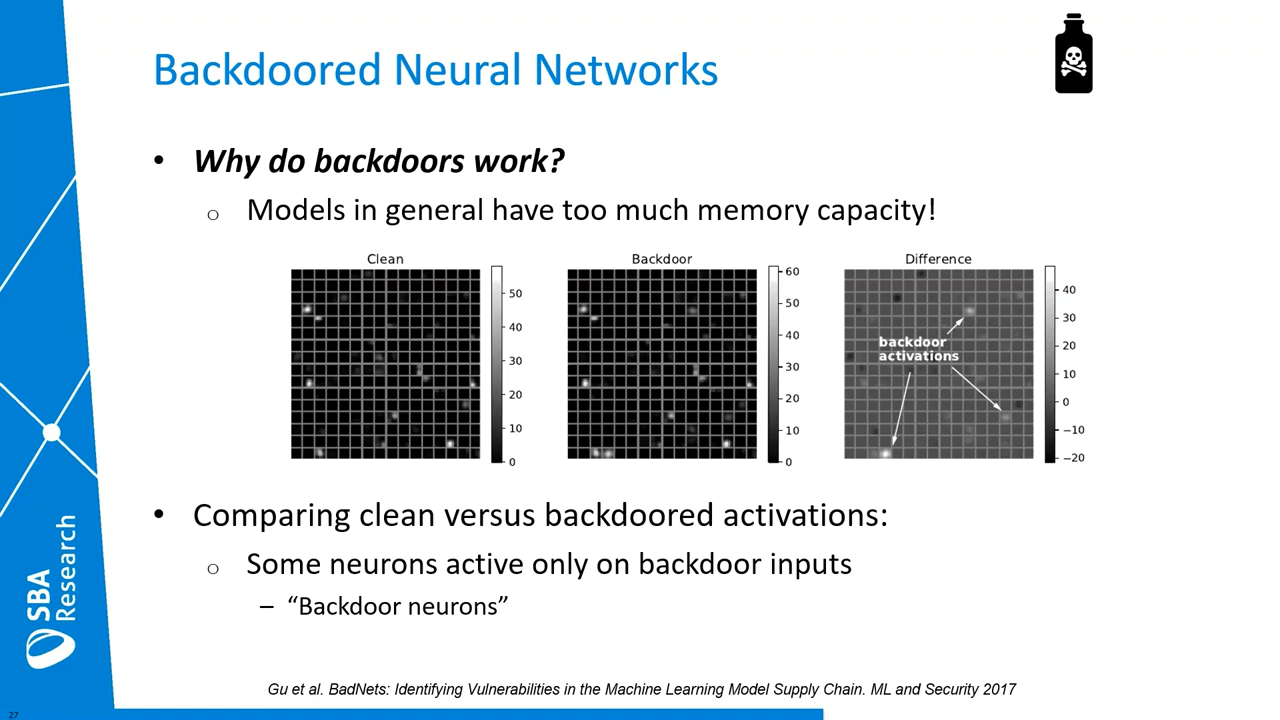 Backdoored Neural Networks
• Why do backdoors work?
o Models in general have too much memory capacity!
Clean
50
40
30
20
10
0
Backdoor
60
50
40
30
20
10
0
Difference
backdoor
activations
40
30
20
10
0
−10
−20
• Comparing clean versus backdoored activations:
o Some neurons active only on backdoor inputs
– “Backdoor neurons”
SBA
Research
Gu et al. BadNets: Identifying Vulnerabilities in the Machine Learning Model Supply Chain. ML and Security 2017
27